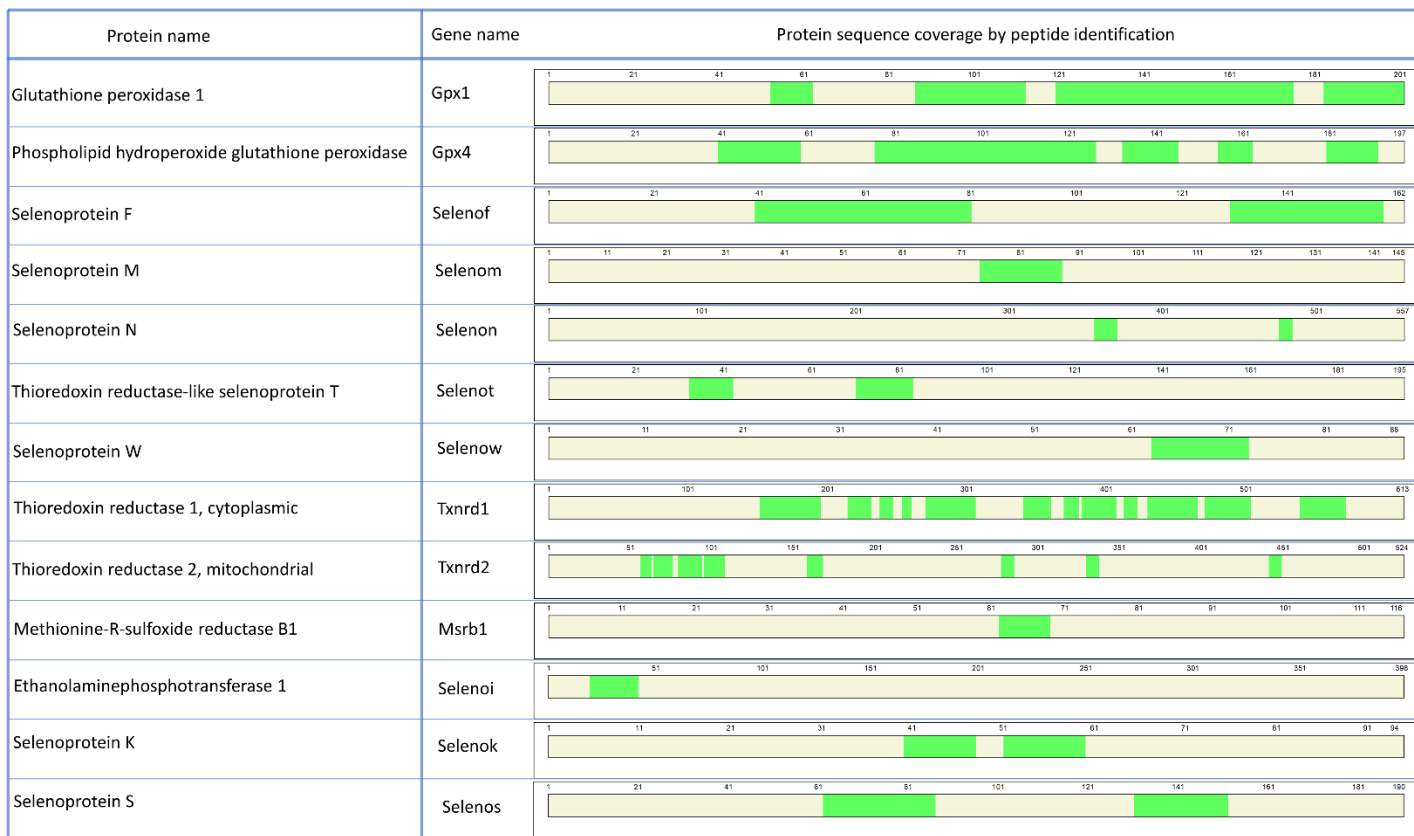 Protein name Gene name Protein sequence coverage by peptide identification
Glutathione peroxidase 1 Gpx1 1 21 41 61 81 101 121 141 161 181 201
Phospholipid hydroperoxide glutathione peroxidase Gpx4 1 21 41 61 81 101 121 141 161 181 197
Selenoprotein F Selenof 1 21 41 61 81 101 121 141 162
Selenoprotein M Selenom 1 11 21 31 41 51 61 71 81 91 101 111 121 131 141 145
Selenoprotein N Selenon 1 101 201 301 401 501 557
Thioredoxin reductase-like selenoprotein T Selenot 1 21 41 61 81 101 121 141 161 181 195
Selenoprotein W Selenow 1 11 21 31 41 51 61 71 81 88
Thioredoxin reductase 1, cytoplasmic Txnrd1 1 101 201 301 401 501 613
Thioredoxin reductase 2, mitochondrial Txnrd2 1 51 101 151 201 251 301 351 401 451 501 524
Methionine-R-sulfoxide reductase B1 Msrb1 1 11 21 31 41 51 61 71 81 91 101 111 116
Ethanolaminephosphotransferase 1 Selenoi 1 51 101 151 201 251 301 351 398
Selenoprotein K Selenok 1 11 21 31 41 51 61 71 81 91 94
Selenoprotein S Selenos 1 21 41 61 81 101 121 141 161 181 190